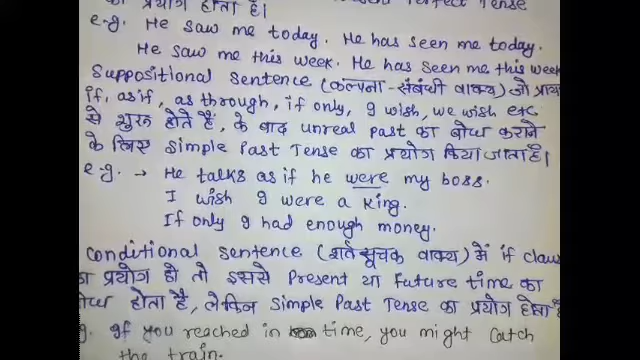 का प्रयोग होता है। Perfect Tense
e.g. He saw me today. He has seen me today.
He saw me this week. He has seen me this week
Suppositional Sentence (कल्पना-संबंधी वाक्य) जो प्रायः
if, as if, as through, if only, I wish, we wish etc
से शुरू होते हैं, के बाद unreal past का बोध कराने
के लिए Simple Past Tense का प्रयोग किया जाता है।
e.g. → He talks as if he were my boss.
I wish I were a king.
If only I had enough money.
Conditional Sentence (शर्त सूचक वाक्य) में if claus
का प्रयोग हो तो इससे Present या Future time का
बोध होता है, लेकिन Simple Past Tense का प्रयोग होता है
g. If you reached in time, you might catch
the train.